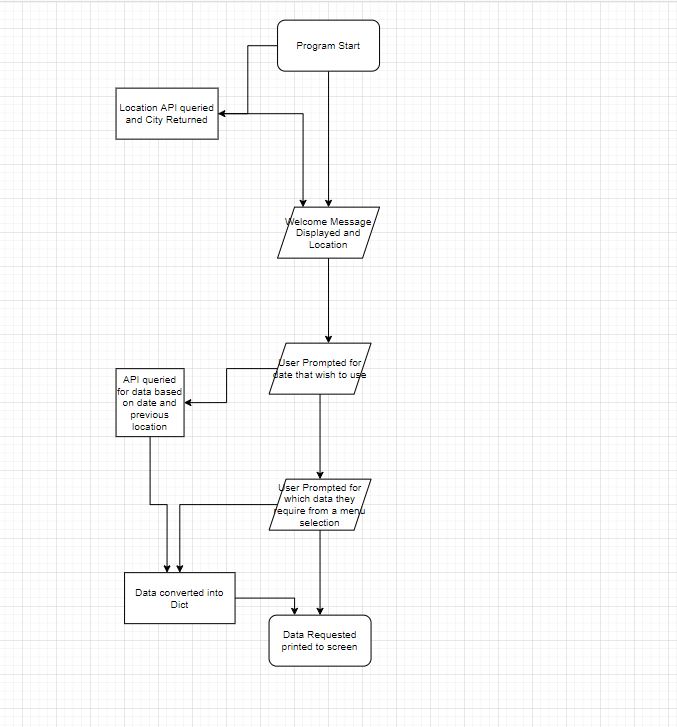 Program Start
Location API queried
and City Returned
Welcome Message
Displayed and
Location
User Prompted for
date that wish to use
API queried
for data based
on date and
previous
location
User Prompted for
which data they
require from a menu
selection
Data converted into
Dict
Data Requested
printed to screen